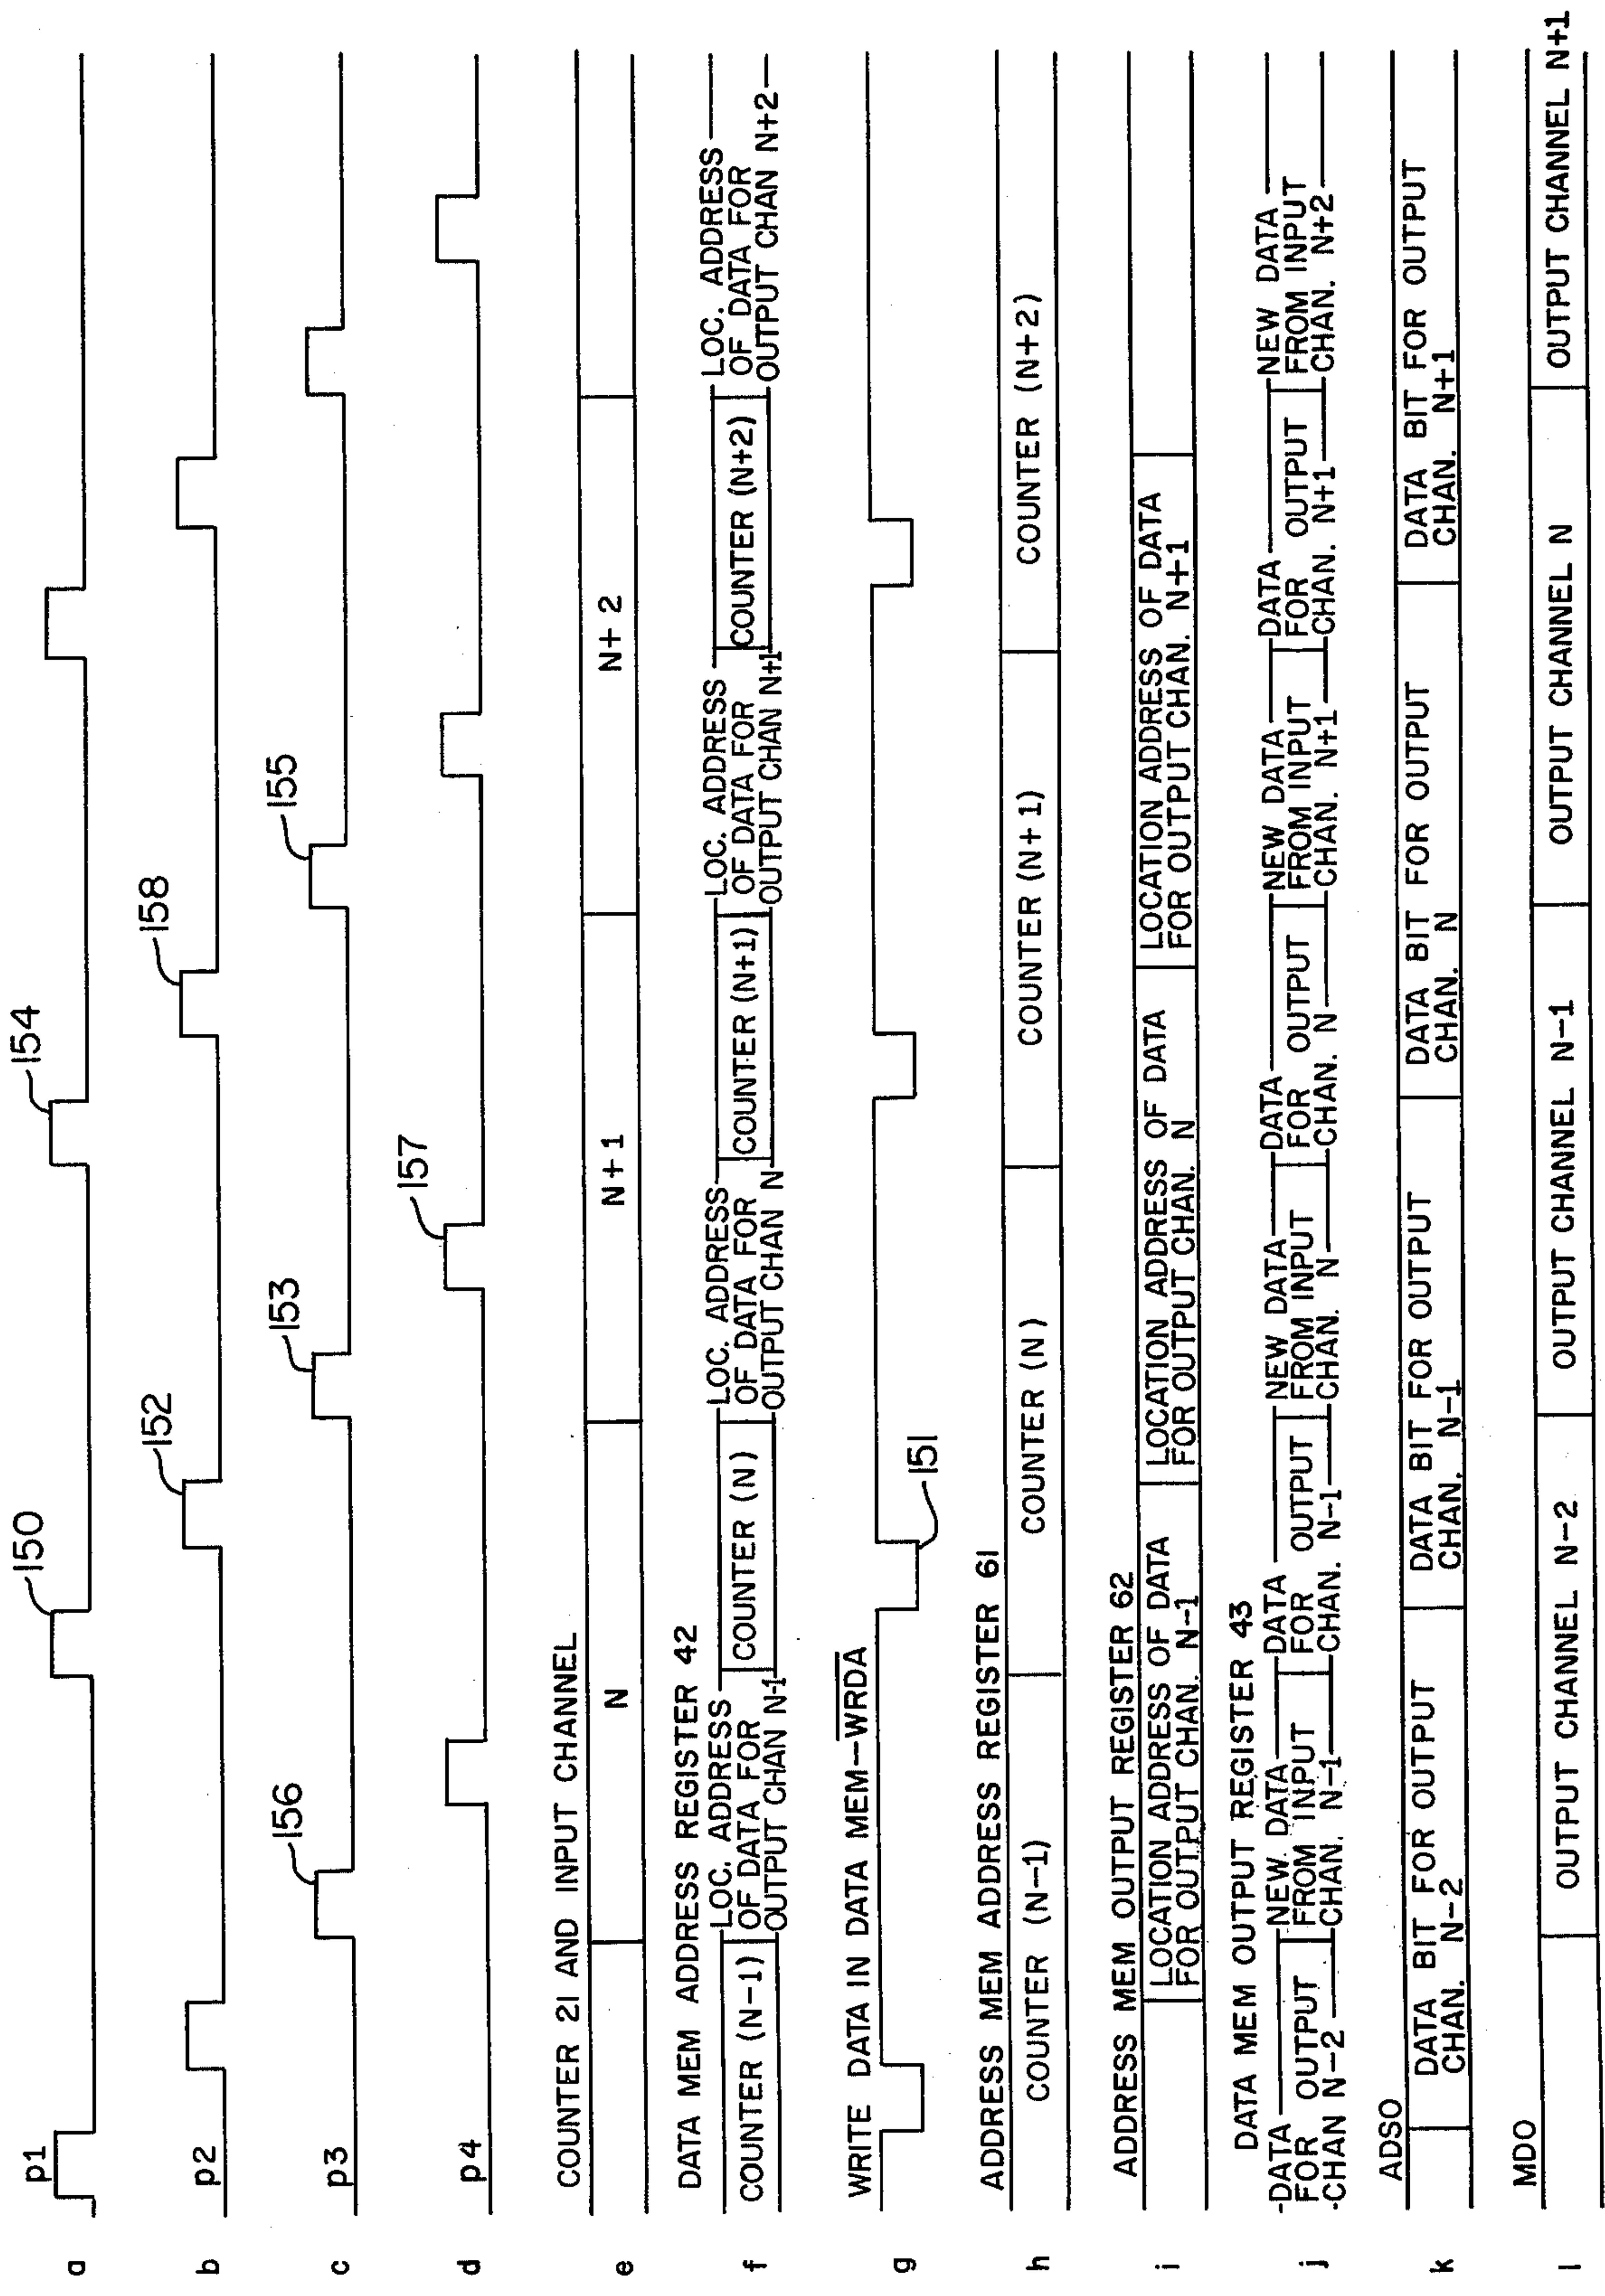 a
p1
150
154
b
p2
152
158
c
p3
156
153
155
d
p4
157
e
COUNTER 21 AND INPUT CHANNEL
N
N+1
N+2
f
DATA MEM ADDRESS REGISTER 42
COUNTER (N-1)
LOC. ADDRESS
OF DATA FOR
OUTPUT CHAN N-1
COUNTER (N)
LOC. ADDRESS
OF DATA FOR
OUTPUT CHAN N
COUNTER (N+1)
LOC. ADDRESS
OF DATA FOR
OUTPUT CHAN N+1
COUNTER (N+2)
LOC. ADDRESS
OF DATA FOR
OUTPUT CHAN N+2
g
WRITE DATA IN DATA MEM-WRDA
151
h
ADDRESS MEM ADDRESS REGISTER 61
COUNTER (N-1)
COUNTER (N)
COUNTER (N+1)
COUNTER (N+2)
i
ADDRESS MEM OUTPUT REGISTER 62
LOCATION ADDRESS OF DATA
FOR OUTPUT CHAN. N-1
LOCATION ADDRESS OF DATA
FOR OUTPUT CHAN. N
LOCATION ADDRESS OF DATA
FOR OUTPUT CHAN. N+1
j
DATA MEM OUTPUT REGISTER 43
DATA
FOR OUTPUT
CHAN N-2
NEW DATA
FROM INPUT
CHAN. N-1
DATA
FOR OUTPUT
CHAN. N-1
NEW DATA
FROM INPUT
CHAN. N
DATA
FOR OUTPUT
CHAN. N
NEW DATA
FROM INPUT
CHAN. N+1
DATA
FOR OUTPUT
CHAN. N+1
NEW DATA
FROM INPUT
CHAN. N+2
k
ADSO
DATA BIT FOR OUTPUT
CHAN. N-2
DATA BIT FOR OUTPUT
CHAN. N-1
DATA BIT FOR OUTPUT
CHAN. N
DATA BIT FOR OUTPUT
CHAN. N+1
l
MDO
OUTPUT CHANNEL N-2
OUTPUT CHANNEL N-1
OUTPUT CHANNEL N
OUTPUT CHANNEL N+1